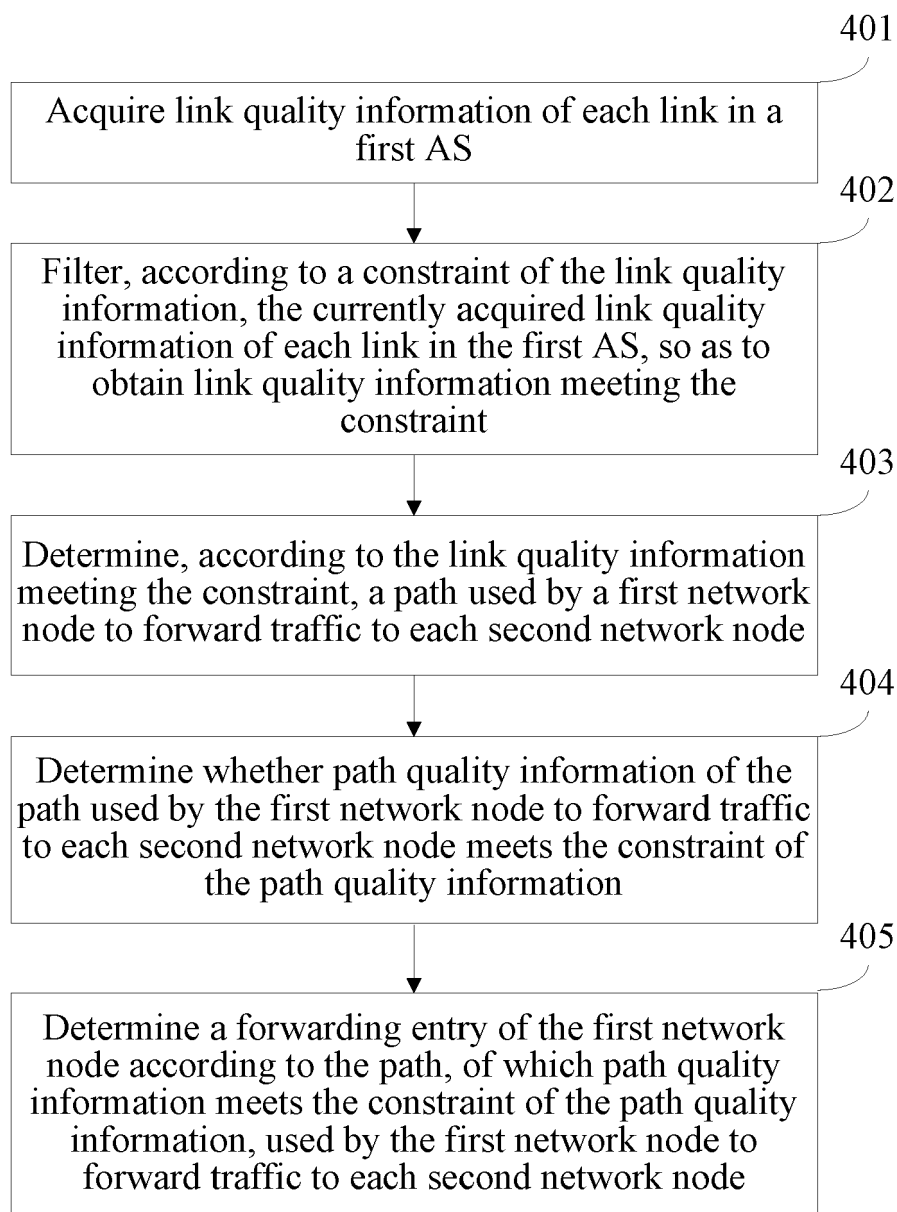 401
Acquire link quality information of each link in a
first AS
402
Filter, according to a constraint of the link quality
information, the currently acquired link quality
information of each link in the first AS, so as to
obtain link quality information meeting the
constraint
403
Determine, according to the link quality information
meeting the constraint, a path used by a first network
node to forward traffic to each second network node
404
Determine whether path quality information of the
path used by the first network node to forward traffic
to each second network node meets the constraint of
the path quality information
405
Determine a forwarding entry of the first network
node according to the path, of which path quality
information meets the constraint of the path quality
information, used by the first network node to
forward traffic to each second network node